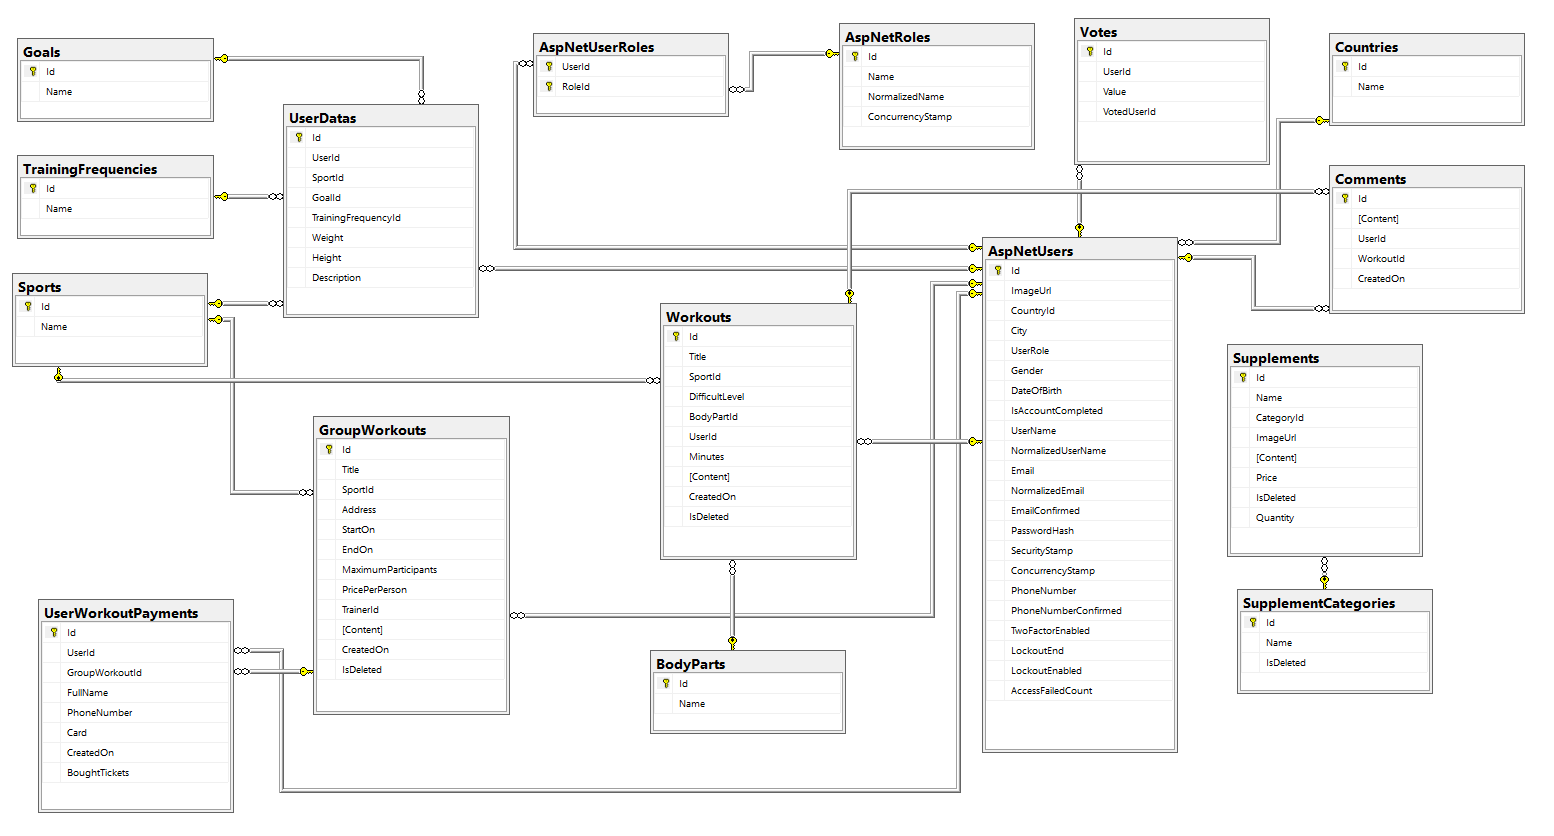 Goals
Id
Name
TrainingFrequencies
Id
Name
Sports
Id
Name
UserDatas
Id
UserId
SportId
GoalId
TrainingFrequencyId
Weight
Height
Description
AspNetUserRoles
UserId
RoleId
AspNetRoles
Id
Name
NormalizedName
ConcurrencyStamp
Votes
Id
UserId
Value
VotedUserId
Countries
Id
Name
Comments
Id
[Content]
UserId
WorkoutId
CreatedOn
AspNetUsers
Id
ImageUrl
CountryId
City
UserRole
Gender
DateOfBirth
IsAccountCompleted
UserName
NormalizedUserName
Email
NormalizedEmail
EmailConfirmed
PasswordHash
SecurityStamp
ConcurrencyStamp
PhoneNumber
PhoneNumberConfirmed
TwoFactorEnabled
LockoutEnd
LockoutEnabled
AccessFailedCount
Workouts
Id
Title
SportId
DifficultLevel
BodyPartId
UserId
Minutes
[Content]
CreatedOn
IsDeleted
GroupWorkouts
Id
Title
SportId
Address
StartOn
EndOn
MaximumParticipants
PricePerPerson
TrainerId
[Content]
CreatedOn
IsDeleted
Supplements
Id
Name
CategoryId
ImageUrl
[Content]
Price
IsDeleted
Quantity
SupplementCategories
Id
Name
IsDeleted
UserWorkoutPayments
Id
UserId
GroupWorkoutId
FullName
PhoneNumber
Card
CreatedOn
BoughtTickets
BodyParts
Id
Name